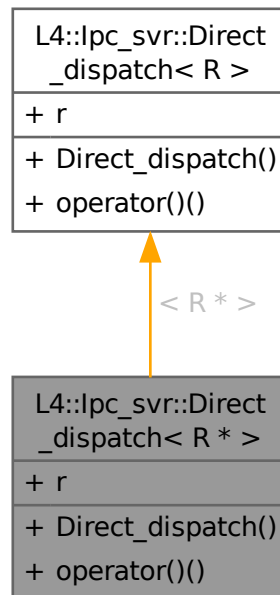 L4::Ipc_svr::Direct
_dispatch< R >
+ r
+ Direct_dispatch()
+ operator()()
< R * >
L4::Ipc_svr::Direct
_dispatch< R * >
+ r
+ Direct_dispatch()
+ operator()()